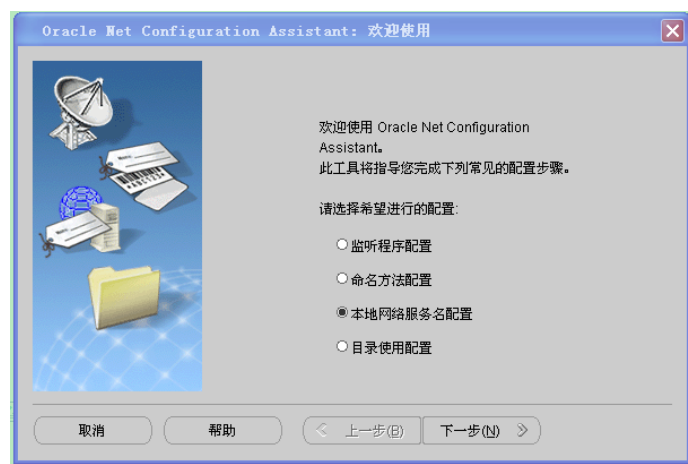 Oracle Net Configuration Assistant: 欢迎使用
欢迎使用 Oracle Net Configuration
Assistant。
此工具将指导您完成下列常见的配置步骤。
请选择希望进行的配置:
监听程序配置
命名方法配置
本地网络服务名配置
目录使用配置
取消
帮助
上一步(B)
下一步(N)